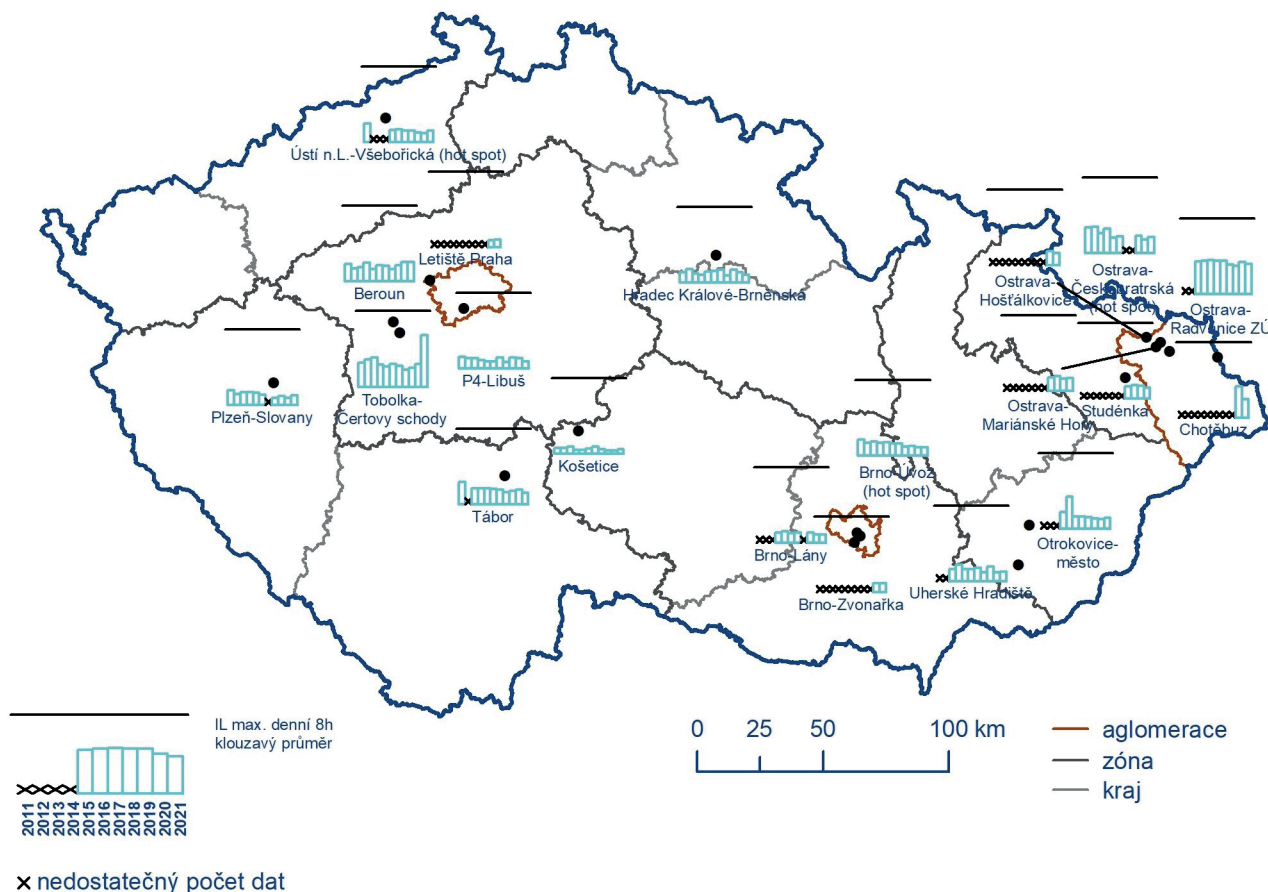 Ústí n.L.-Všebořická (hot spot)
Letiště Praha
Beroun
Hradec Králové-Brněnská
Ostrava-
Hošťálkovice
Ostrava-
Českobratrská
(hot spot)
Ostrava-
Radvanice ZÚ
Plzeň-Slovany
Tobolka-
Čertovy schody
P4-Libuš
Košetice
Tábor
Brno-Úvoz
(hot spot)
Ostrava-
Mariánské Hory
Studénka
Chotěbuz
Brno-Lány
Brno-Zvonařka
Uherské Hradiště
Otrokovice-
město
IL max. denní 8h
klouzavý průměr
2011
2012
2013
2014
2015
2016
2017
2018
2019
2020
2021
nedostatečný počet dat
0 25 50 100 km
aglomerace
zóna
kraj